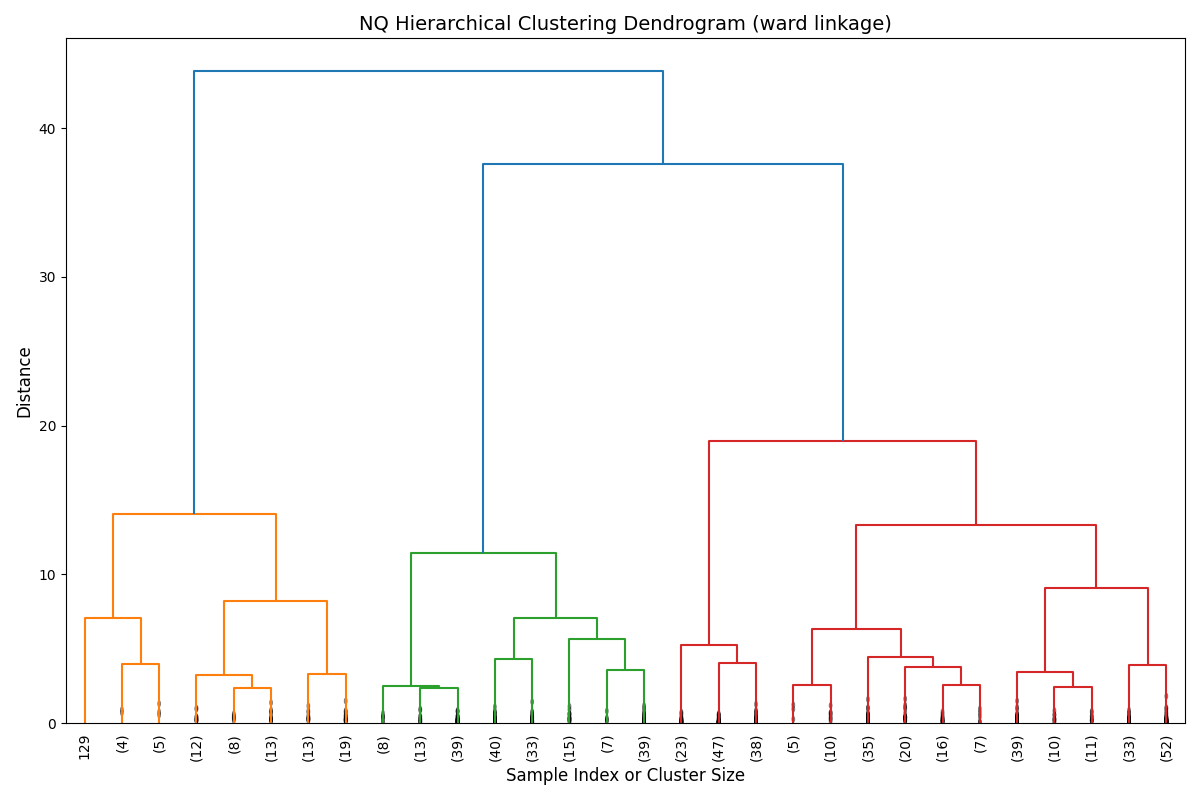 NQ Hierarchical Clustering Dendrogram (ward linkage)
Distance
40
30
20
10
0
129 (4) (5) (12) (8) (13) (13) (19) (8) (13) (39) (40) (33) (15) (7) (39) (23) (47) (38) (5) (10) (35) (20) (16) (7) (39) (10) (11) (33) (52)
Sample Index or Cluster Size